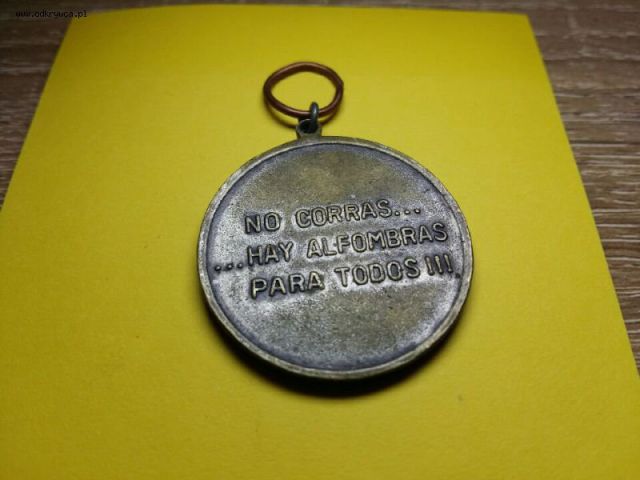 www.odkrywca.pl
NO CORRAS...
...HAY ALFOMBRAS
PARA TODOS!!!